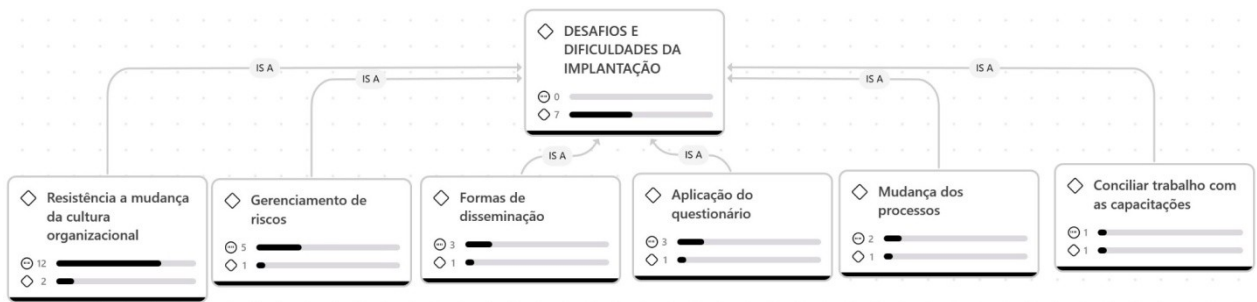 DESAFIOS E
DIFICULDADES DA
IMPLANTAÇÃO
0
7
IS A
IS A
IS A
IS A
IS A
IS A
Resistência a mudança
da cultura
organizacional
12
2
Gerenciamento de
riscos
5
1
Formas de
disseminação
3
1
Aplicação do
questionário
3
1
Mudança dos
processos
2
1
Conciliar trabalho com
as capacitações
1
1